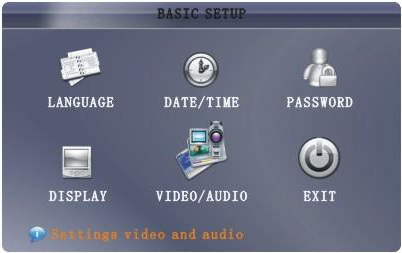 BASIC SETUP
LANGUAGE DATE/TIME PASSWORD
DISPLAY VIDEO/AUDIO EXIT
Settings video and audio